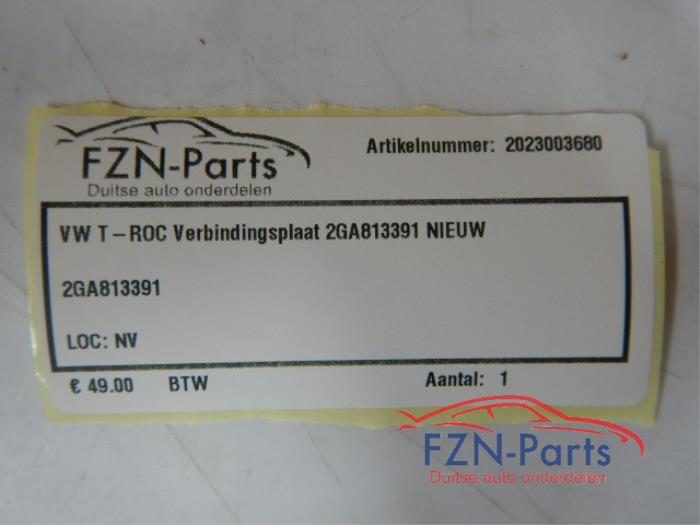 FZN-Parts
Duitse auto onderdelen
Artikelnummer: 2023003680
VW T-ROC Verbindingsplaat 2GA813391 NIEUW
2GA813391
LOC: NV
€ 49.00 BTW Aantal: 1
FZN-Parts
Duitse auto onderdelen